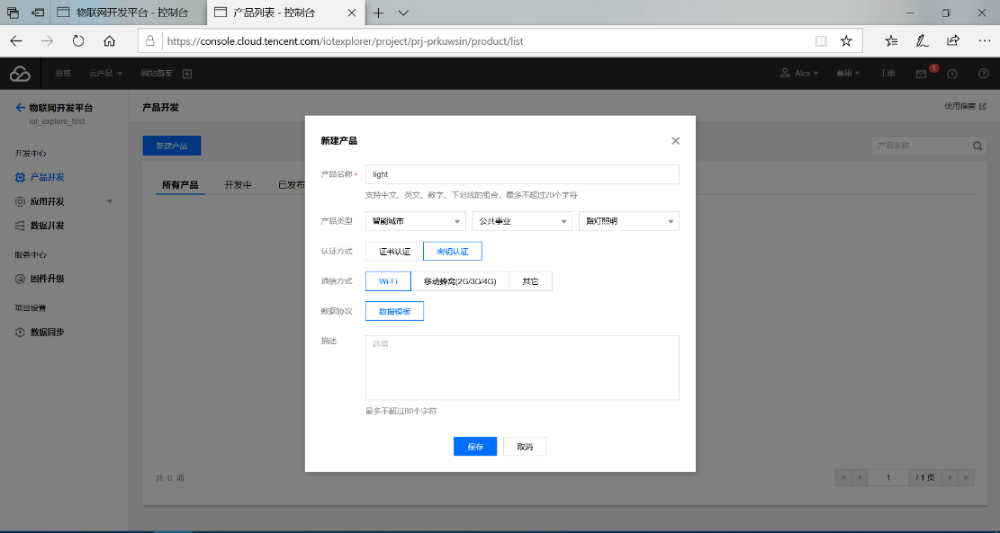 物联网开发平台 - 控制台
产品列表 - 控制台
https://console.cloud.tencent.com/iotexplorer/project/prj-prkuwsin/product/list
总览 云产品 网站备案 Alex 费用 工单 1
物联网开发平台
iot_explore_test
产品开发
使用指南
新建产品
产品名称
开发中心
产品开发
应用开发
数据开发
服务中心
固件升级
项目设置
数据同步
所有产品 开发中 已发布
新建产品
产品名称 * light
支持中文、英文、数字、下划线的组合，最多不超过20个字符
产品类型 智能城市 公共事业 路灯照明
认证方式 证书认证 密钥认证
通信方式 Wi-Fi 移动蜂窝(2G/3G/4G) 其它
数据协议 数据模板
描述 选填
最多不超过80个字符
保存 取消
共 0 项
1 / 1 页